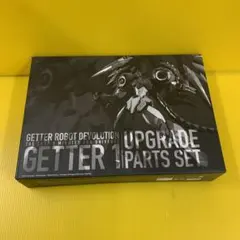 GETTER ROBOT DEVOLUTION
GETTER 1
UPGRADE
PARTS SET